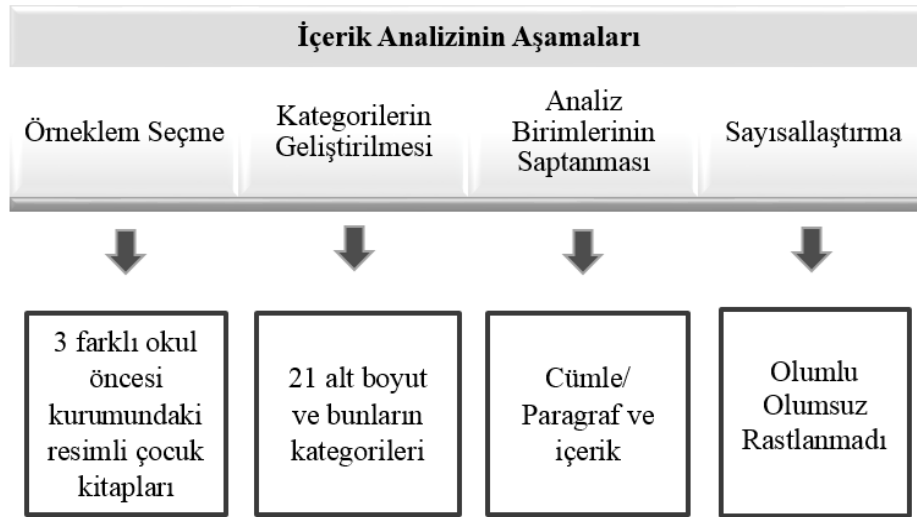 İçerik Analizinin Aşamaları
Örneklem Seçme
Kategorilerin
Geliştirilmesi
Analiz
Birimlerinin
Saptanması
Sayısallaştırma
3 farklı okul
öncesi
kurumundaki
resimli çocuk
kitapları
21 alt boyut
ve bunların
kategorileri
Cümle/
Paragraf ve
içerik
Olumlu
Olumsuz
Rastlanmadı